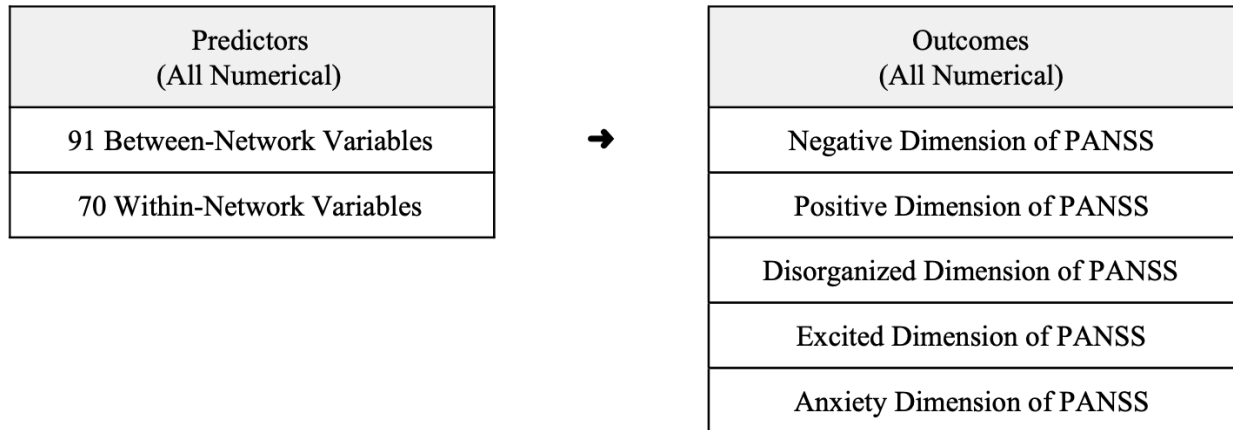 Predictors
(All Numerical)
91 Between-Network Variables
70 Within-Network Variables
Outcomes
(All Numerical)
Negative Dimension of PANSS
Positive Dimension of PANSS
Disorganized Dimension of PANSS
Excited Dimension of PANSS
Anxiety Dimension of PANSS